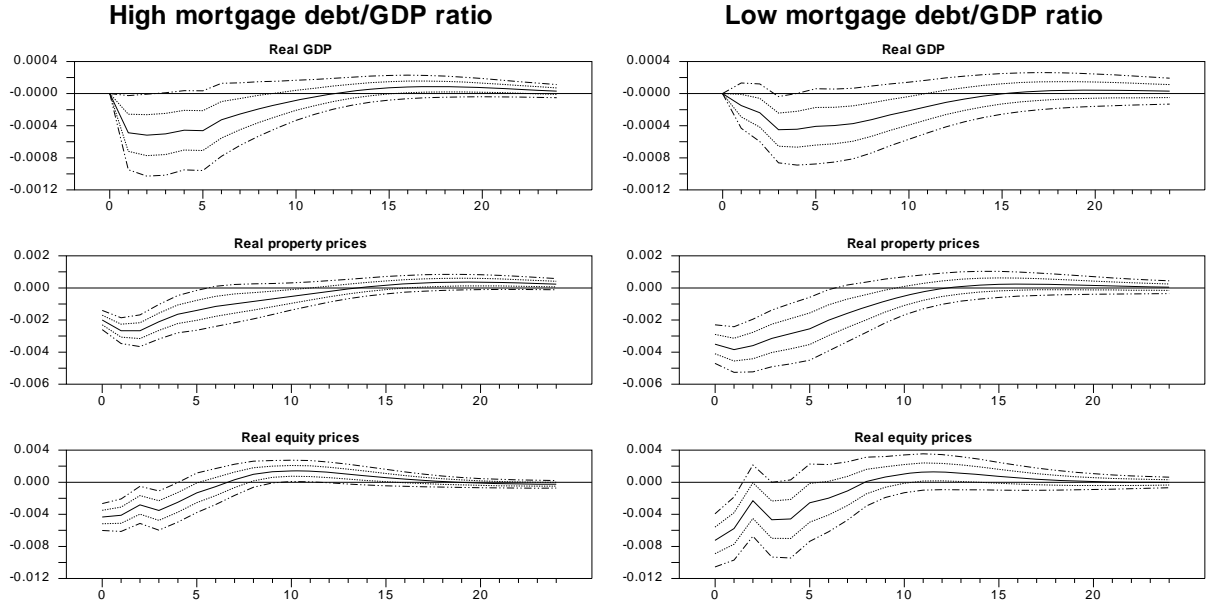 High mortgage debt/GDP ratio
Real GDP
0.0004
-0.0000
-0.0004
-0.0008
-0.0012
0 5 10 15 20
Real property prices
0.002
0.000
-0.002
-0.004
-0.006
0 5 10 15 20
Real equity prices
0.004
0.000
-0.004
-0.008
-0.012
0 5 10 15 20
Low mortgage debt/GDP ratio
Real GDP
0.0004
-0.0000
-0.0004
-0.0008
-0.0012
0 5 10 15 20
Real property prices
0.002
0.000
-0.002
-0.004
-0.006
0 5 10 15 20
Real equity prices
0.004
0.000
-0.004
-0.008
-0.012
0 5 10 15 20